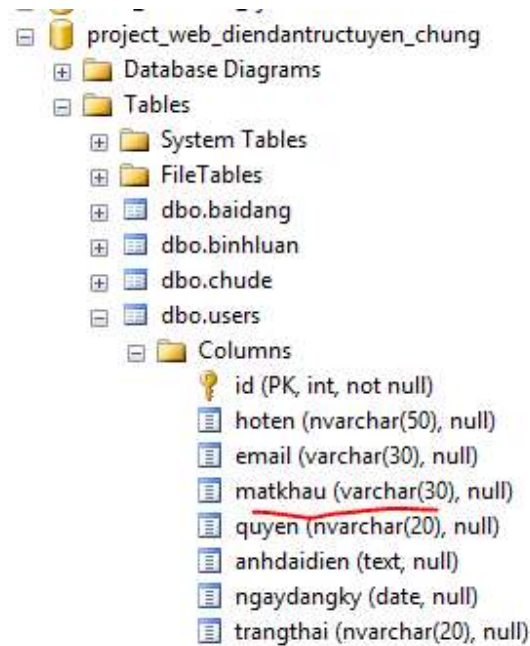 project_web_diendantructuyen_chung
Database Diagrams
Tables
System Tables
FileTables
dbo.baidang
dbo.binhluan
dbo.chude
dbo.users
Columns
id (PK, int, not null)
hoten (nvarchar(50), null)
email (varchar(30), null)
matkhau (varchar(30), null)
quyen (nvarchar(20), null)
anhdaidien (text, null)
ngaydangky (date, null)
trangthai (nvarchar(20), null)